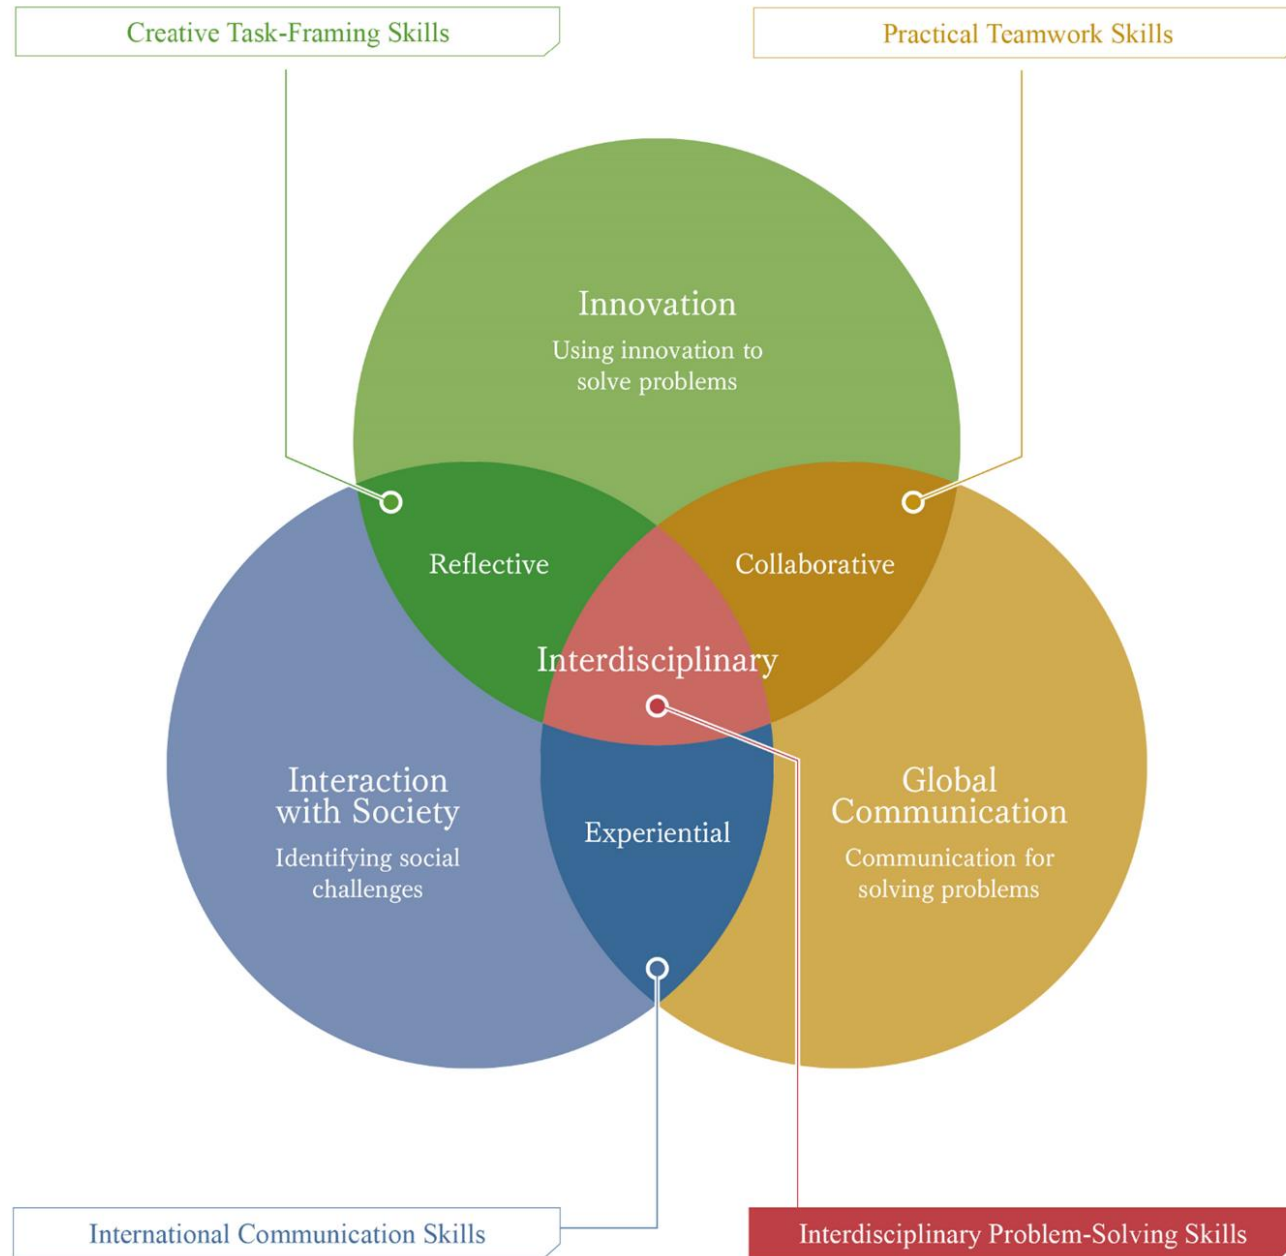 Creative Task-Framing Skills
Practical Teamwork Skills
Innovation
Using innovation to
solve problems
Reflective
Collaborative
Interdisciplinary
Interaction
with Society
Identifying social
challenges
Experiential
Global
Communication
Communication for
solving problems
International Communication Skills
Interdisciplinary Problem-Solving Skills